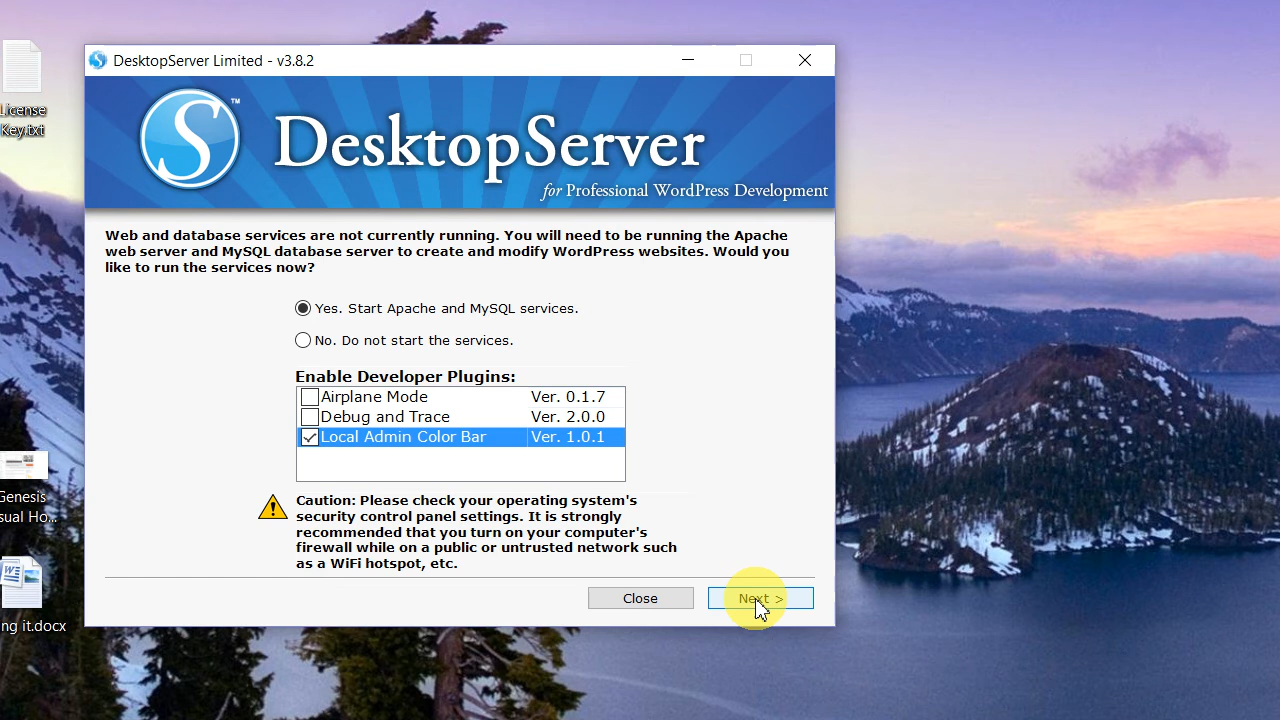 DesktopServer Limited - v3.8.2
License
Key.txt
S™
DesktopServer
for Professional WordPress Development
Web and database services are not currently running. You will need to be running the Apache
web server and MySQL database server to create and modify WordPress websites. Would you
like to run the services now?
Yes. Start Apache and MySQL services.
No. Do not start the services.
Enable Developer Plugins:
Airplane Mode Ver. 0.1.7
Debug and Trace Ver. 2.0.0
Local Admin Color Bar Ver. 1.0.1
Genesis
sual Ho...
Caution: Please check your operating system's
security control panel settings. It is strongly
recommended that you turn on your computer's
firewall while on a public or untrusted network such
as a WiFi hotspot, etc.
Close Next >
W
ng it.docx